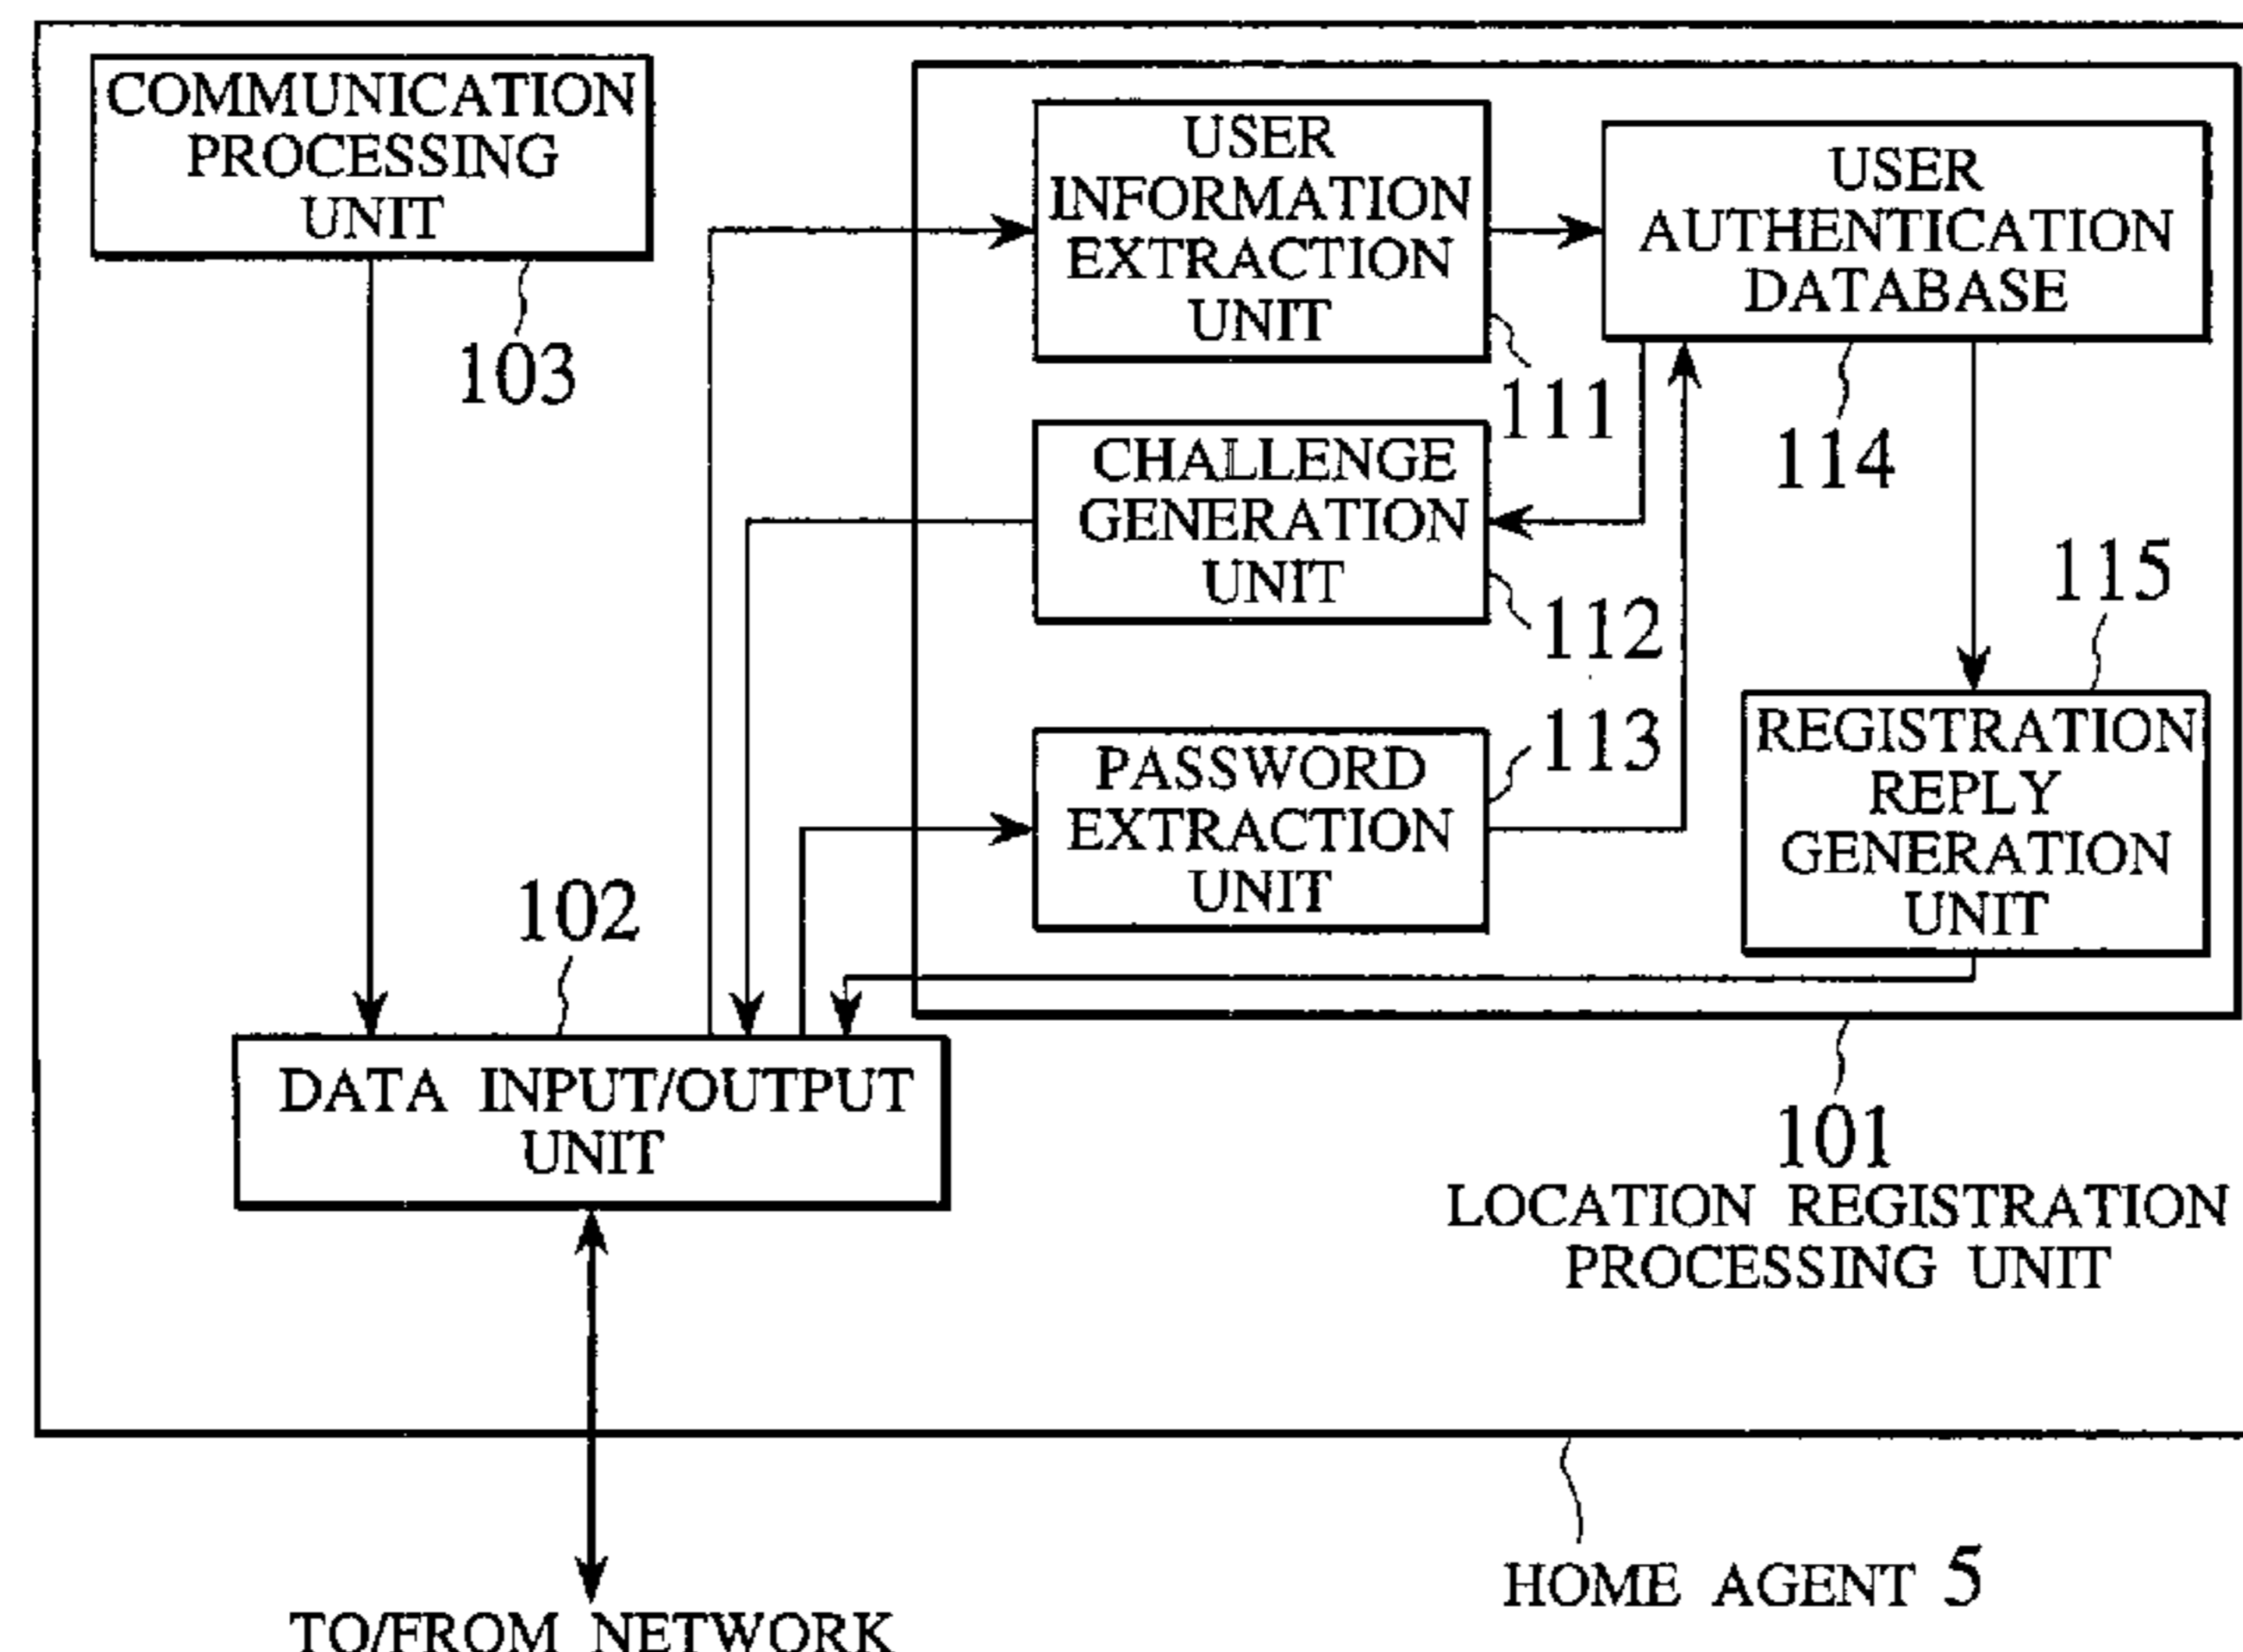 COMMUNICATION
PROCESSING
UNIT
103
USER
INFORMATION
EXTRACTION
UNIT
111
USER
AUTHENTICATION
DATABASE
114
CHALLENGE
GENERATION
UNIT
112
115
PASSWORD
EXTRACTION
UNIT
113
REGISTRATION
REPLY
GENERATION
UNIT
102
DATA INPUT/OUTPUT
UNIT
101
LOCATION REGISTRATION
PROCESSING UNIT
HOME AGENT 5
TO/FROM NETWORK